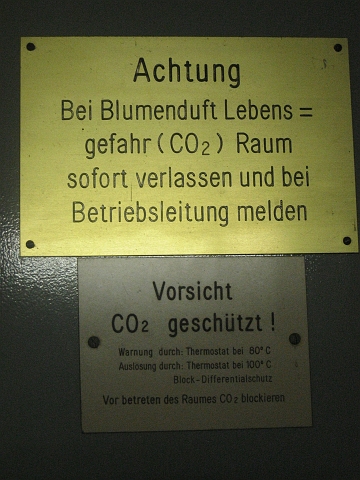 Achtung
Bei Blumenduft Lebens=
gefahr (CO2) Raum
sofort verlassen und bei
Betriebsleitung melden
Vorsicht
CO2 geschützt!
Warnung durch: Thermostat bei 80°C
Auslösung durch: Thermostat bei 100°C
Block-Differentialschutz
Vor betreten des Raumes CO2 blockieren